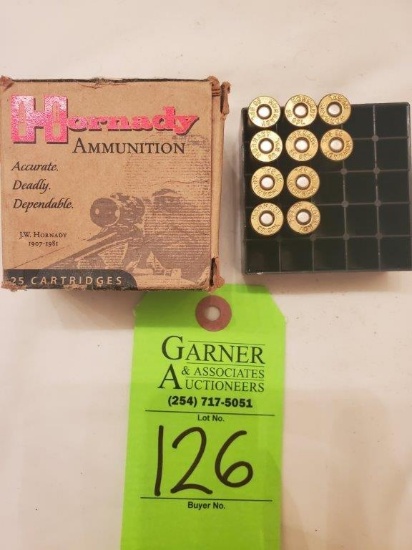 Hornady
AMMUNITION
Accurate.
Deadly.
Dependable.
J.W. HORNADY
1907-1981
25 CARTRIDGES
GARNER
& ASSOCIATES
AUCTIONEERS
(254) 717-5051
Lot No.
126
Buyer No.